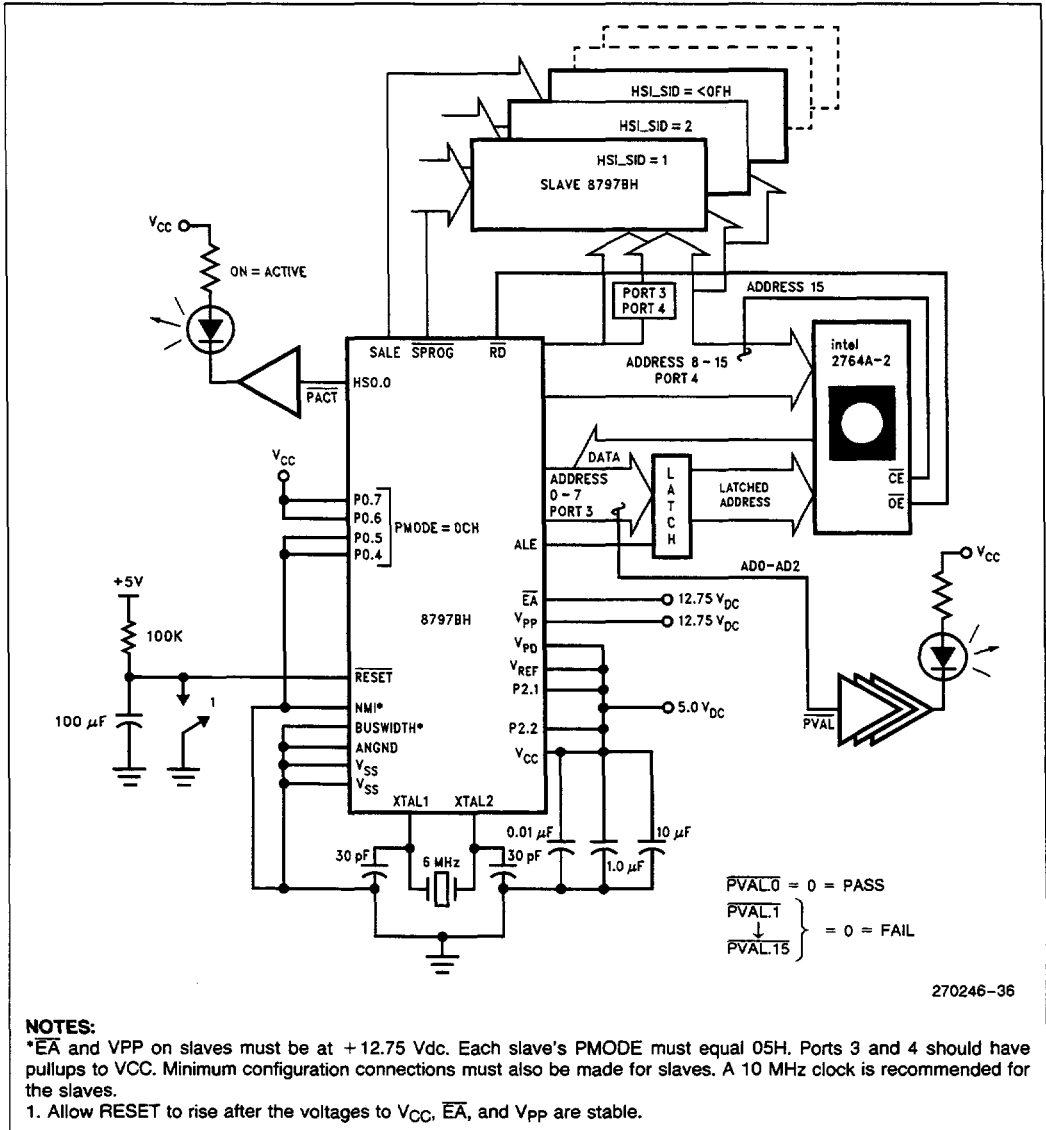 HSI_SID = <0FH
HSI_SID = 2
HSI_SID = 1
SLAVE 8797BH
VCC
ON = ACTIVE
PORT 3
PORT 4
ADDRESS 15
SALE
SPROG
RD
intel
2764A-2
HSO.0
PACT
ADDRESS 8 - 15
PORT 4
VCC
DATA
ADDRESS
0 - 7
PORT 3
LATCH
LATCHED
ADDRESS
CE
OE
P0.7
P0.6
P0.5
P0.4
PMODE = 0CH
ALE
AD0-AD2
VCC
+5V
100K
EA
12.75 VDC
VPP
12.75 VDC
8797BH
VPD
VREF
P2.1
5.0 VDC
P2.2
VCC
RESET
NMI*
BUSWIDTH*
ANGND
VSS
VSS
100 µF
1
PVAL
XTAL1
XTAL2
30 pF
6 MHz
30 pF
0.01 µF
1.0 µF
10 µF
PVAL.0 = 0 = PASS
PVAL.1
↓
PVAL.15
= 0 = FAIL
270246-36
NOTES:
*EA and VPP on slaves must be at +12.75 Vdc. Each slave's PMODE must equal 05H. Ports 3 and 4 should have
pullups to VCC. Minimum configuration connections must also be made for slaves. A 10 MHz clock is recommended for
the slaves.
1. Allow RESET to rise after the voltages to VCC, EA, and VPP are stable.